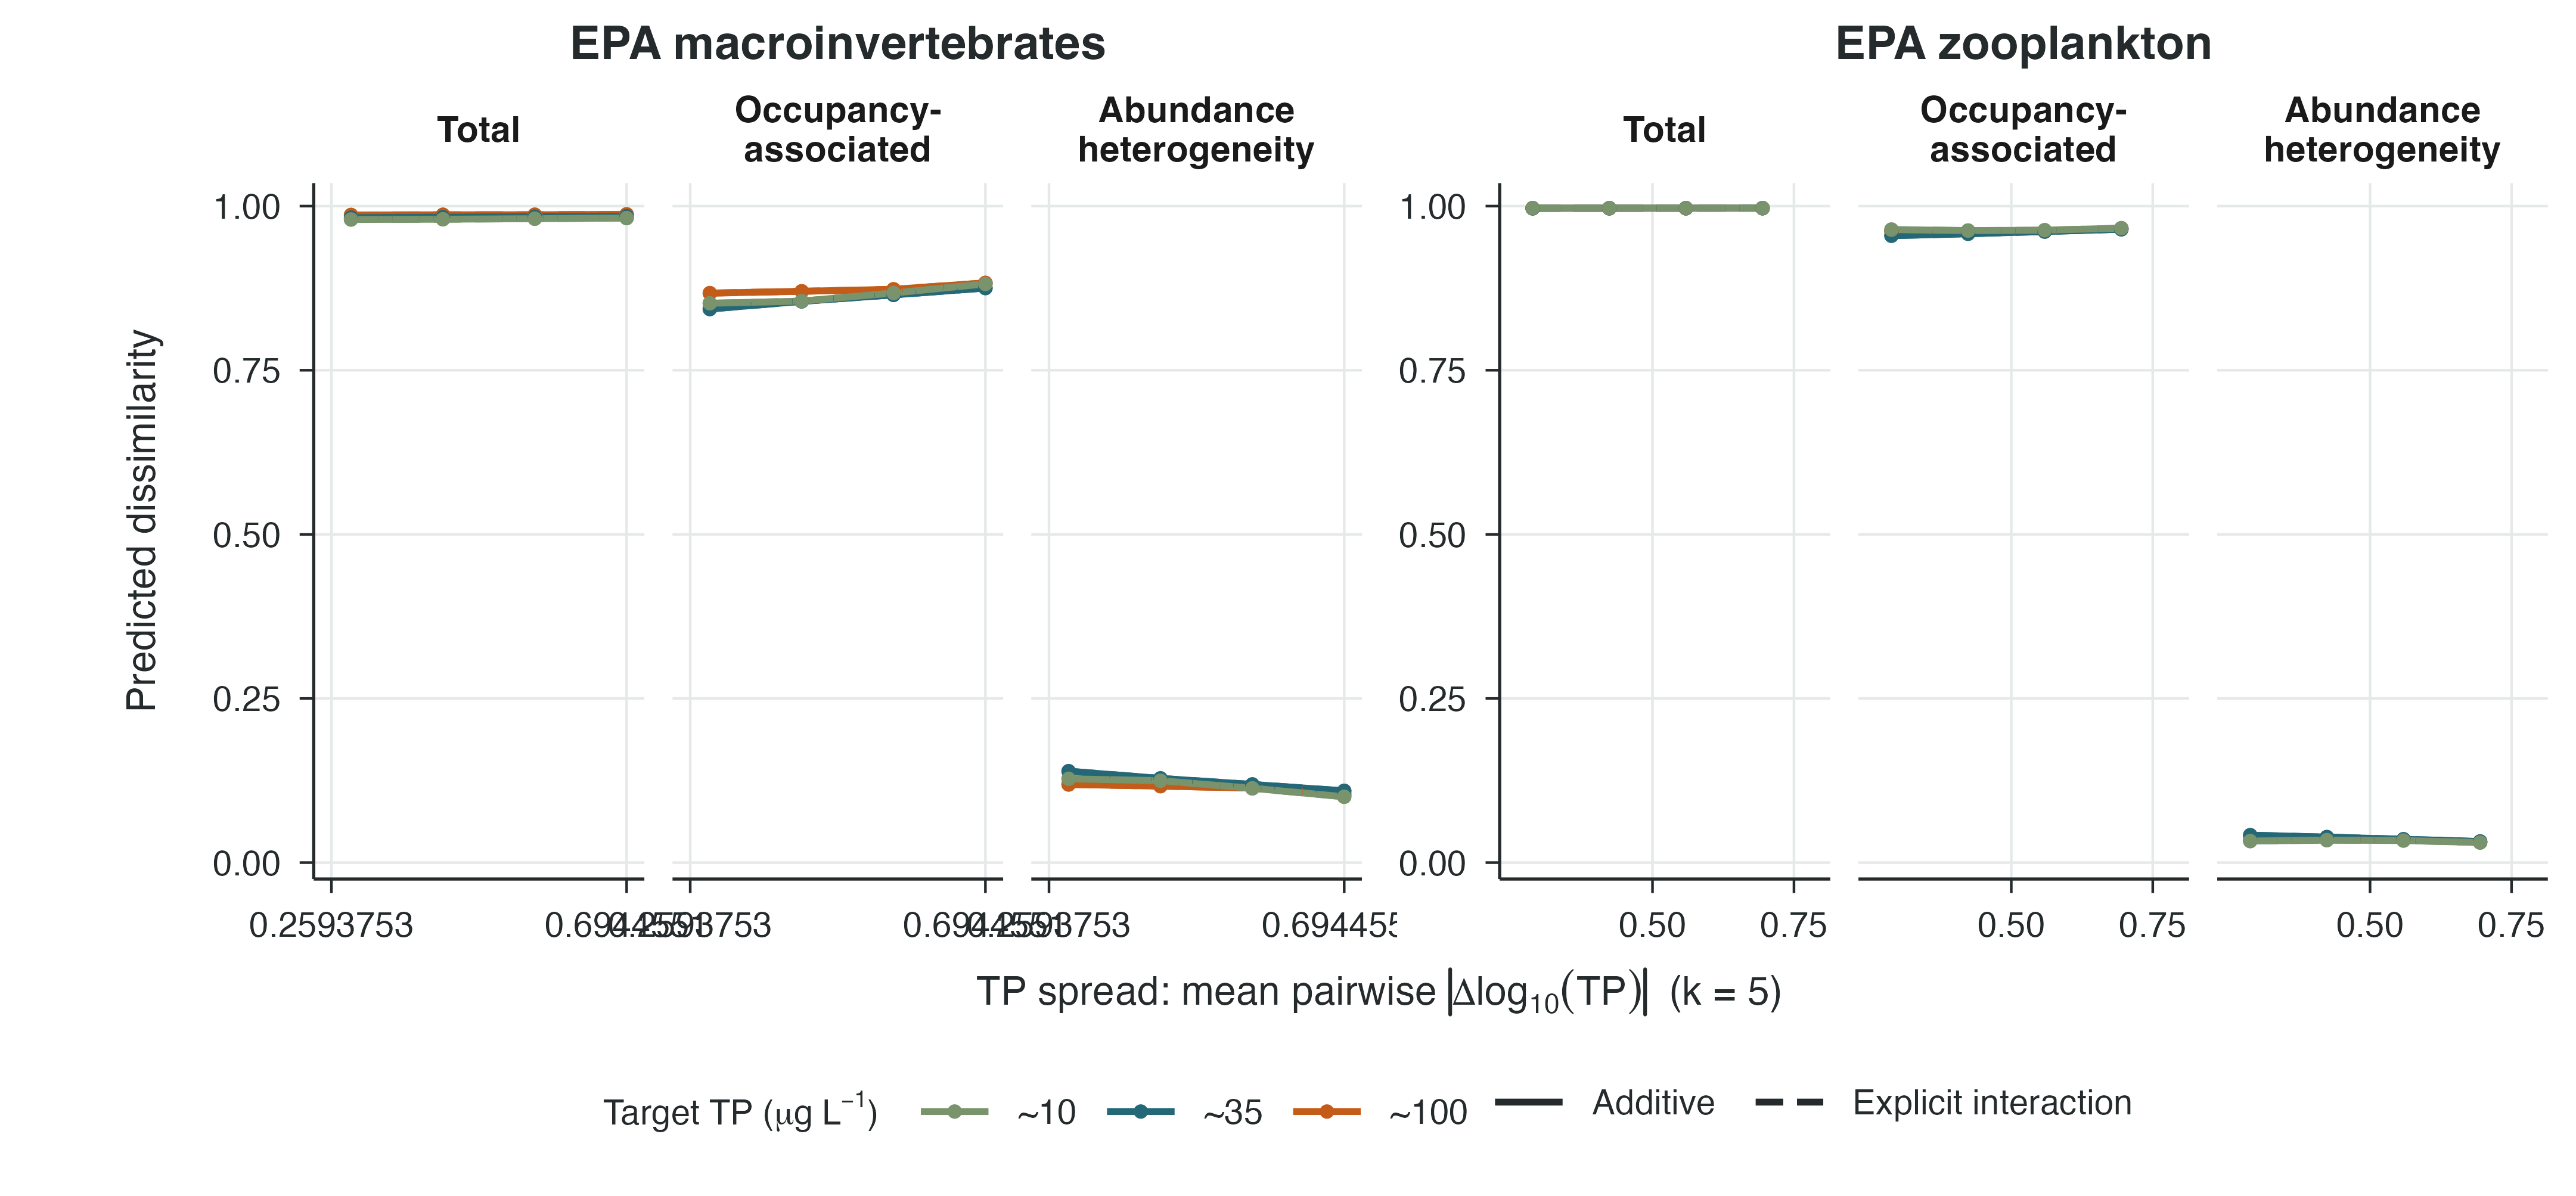 EPA macroinvertebrates
EPA zooplankton
Total
Occupancy-
associated
Abundance
heterogeneity
Total
Occupancy-
associated
Abundance
heterogeneity
Predicted dissimilarity
1.00
0.75
0.50
0.25
0.00
1.00
0.75
0.50
0.25
0.00
0.2593753
0.50 0.75
0.50 0.75
0.50 0.75
TP spread: mean pairwise |Δlog₁₀(TP)| (k = 5)
Target TP (μg L⁻¹) ~10 ~35 ~100 Additive Explicit interaction